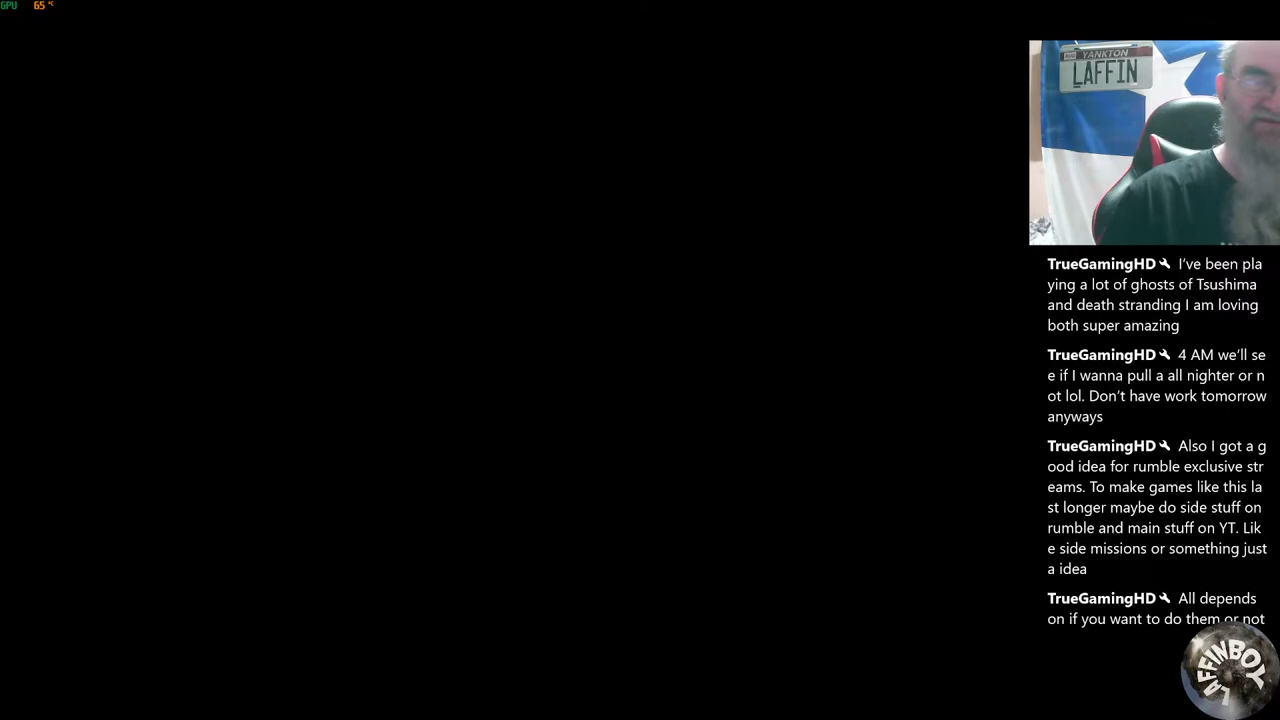 GPU 65 °C
YANKTON
LAFFIN
TrueGamingHD I've been pla
ying a lot of ghosts of Tsushima
and death stranding I am loving
both super amazing
TrueGamingHD 4 AM we'll se
e if I wanna pull a all nighter or n
ot lol. Don't have work tomorrow
anyways
TrueGamingHD Also I got a g
ood idea for rumble exclusive str
eams. To make games like this la
st longer maybe do side stuff on
rumble and main stuff on YT. Lik
e side missions or something just
a idea
TrueGamingHD All depends
on if you want to do them or not
LAFFINBOY